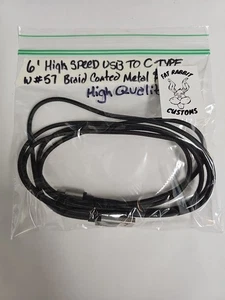 6' High SPEED USB TO C TYPE
W #57 Braid Coated Metal
High Quality
FAT RABBIT
CUSTOMS